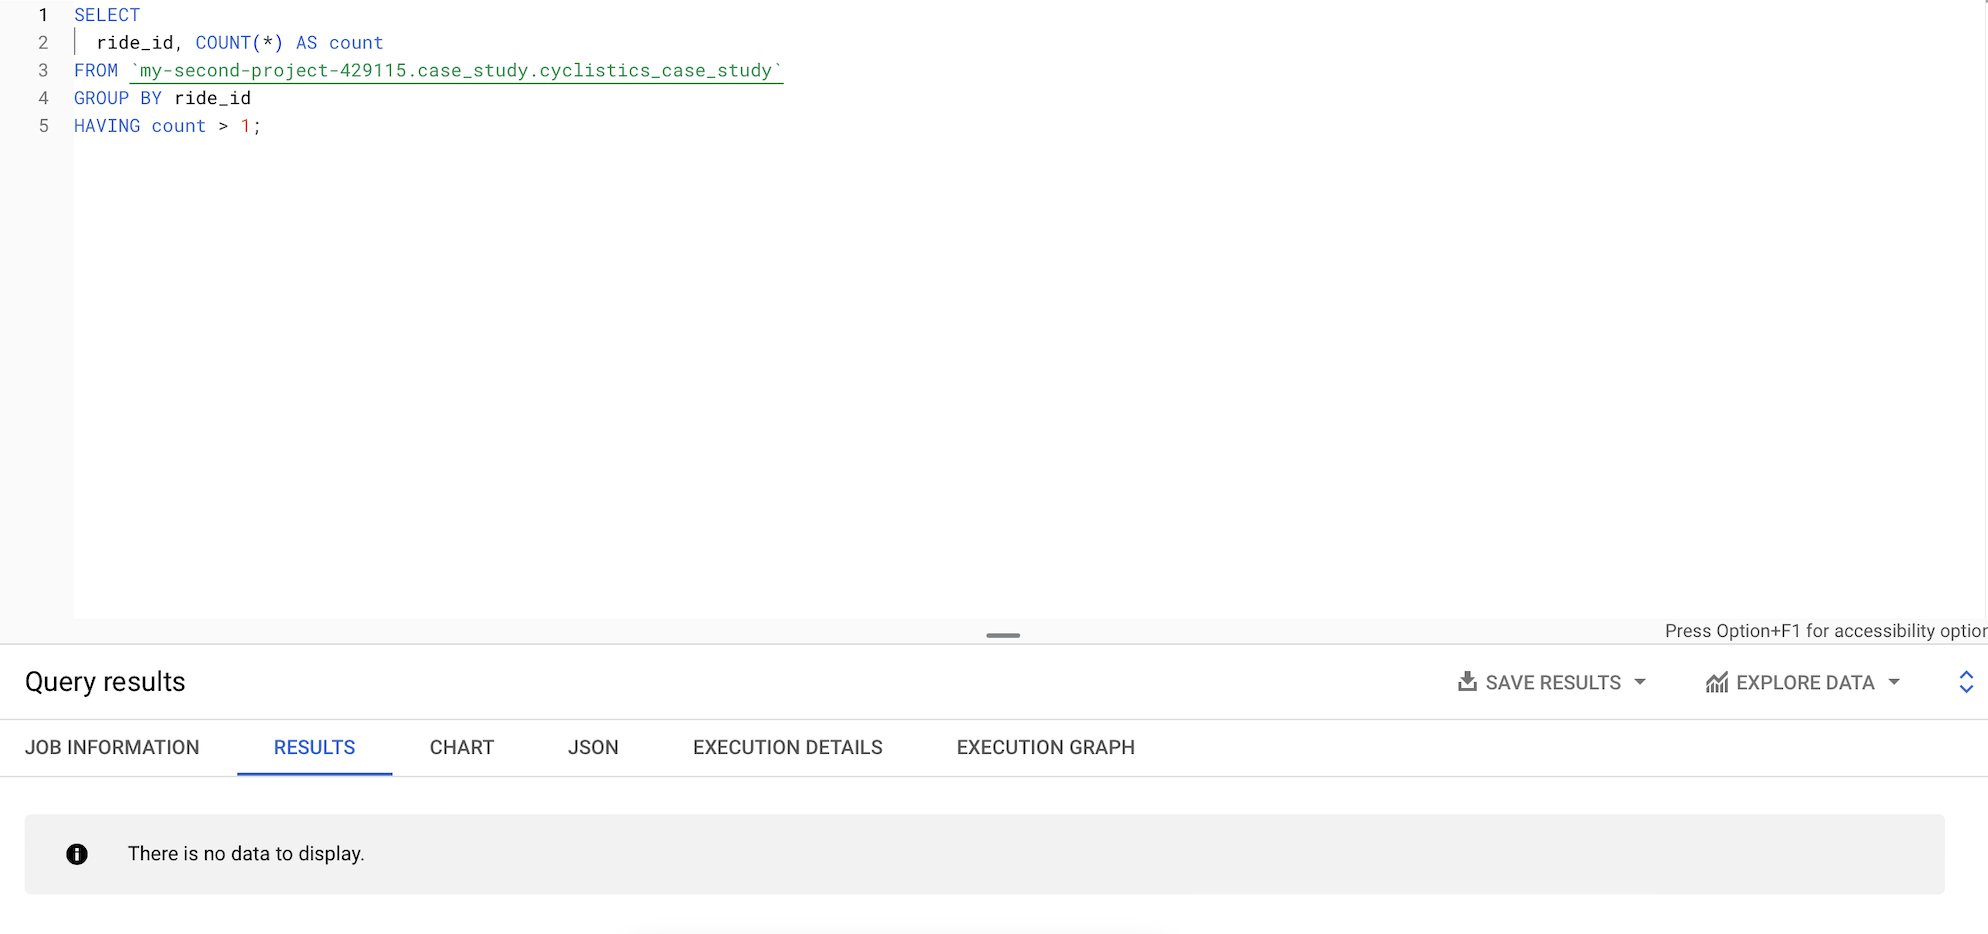 1 SELECT
2 ride_id, COUNT(*) AS count
3 FROM `my-second-project-429115.case_study.cyclistics_case_study`
4 GROUP BY ride_id
5 HAVING count > 1;
Press Option+F1 for accessibility option
Query results SAVE RESULTS EXPLORE DATA
JOB INFORMATION RESULTS CHART JSON EXECUTION DETAILS EXECUTION GRAPH
There is no data to display.